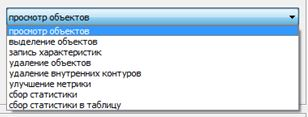 просмотр объектов
просмотр объектов
выделение объектов
запись характеристик
удаление объектов
удаление внутренних контуров
улучшение метрики
сбор статистики
сбор статистики в таблицу